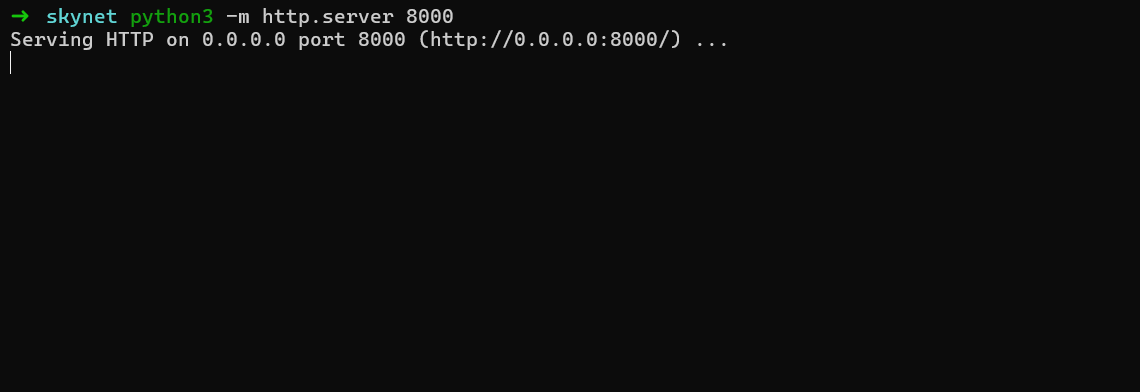 ➜ skynet python3 -m http.server 8000
Serving HTTP on 0.0.0.0 port 8000 (http://0.0.0.0:8000/) ...